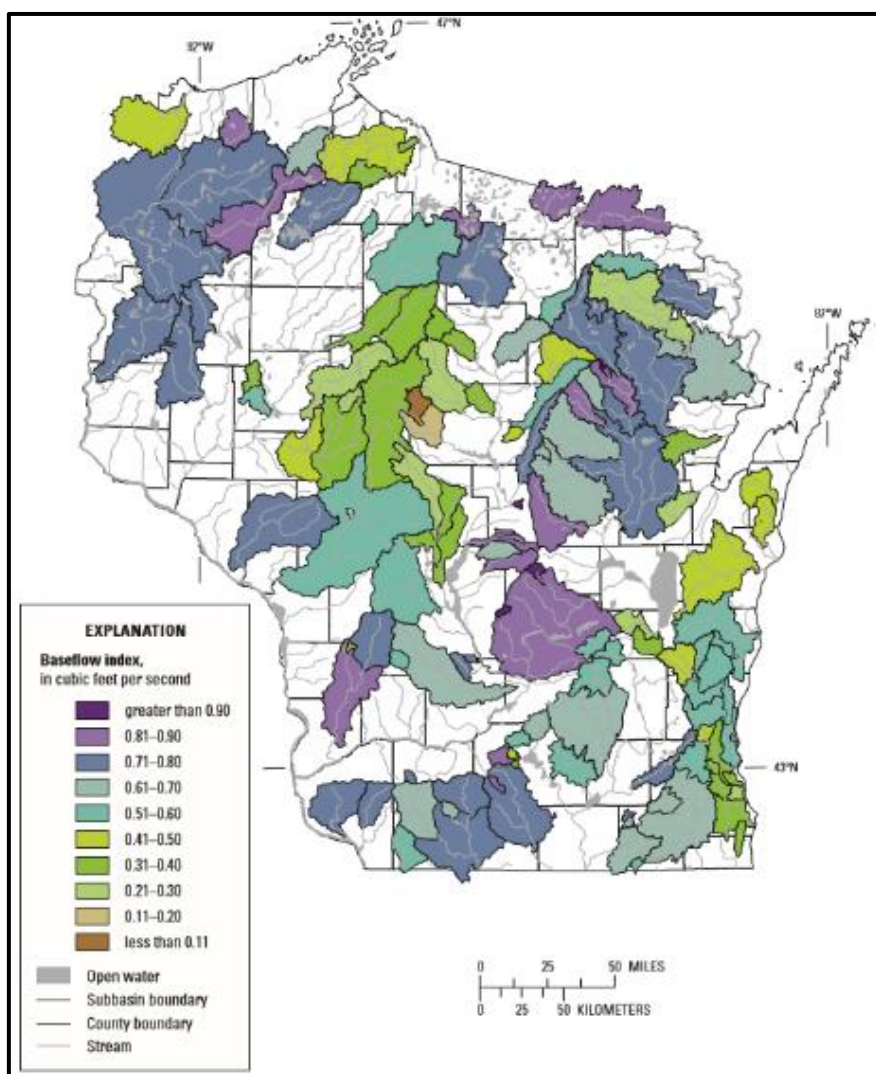 92°W
47°N
87°W
43°N
EXPLANATION
Baseflow index,
in cubic feet per second
greater than 0.90
0.81–0.90
0.71–0.80
0.61–0.70
0.51–0.60
0.41–0.50
0.31–0.40
0.21–0.30
0.11–0.20
less than 0.11
Open water
Subbasin boundary
County boundary
Stream
0 25 50 MILES
0 25 50 KILOMETERS